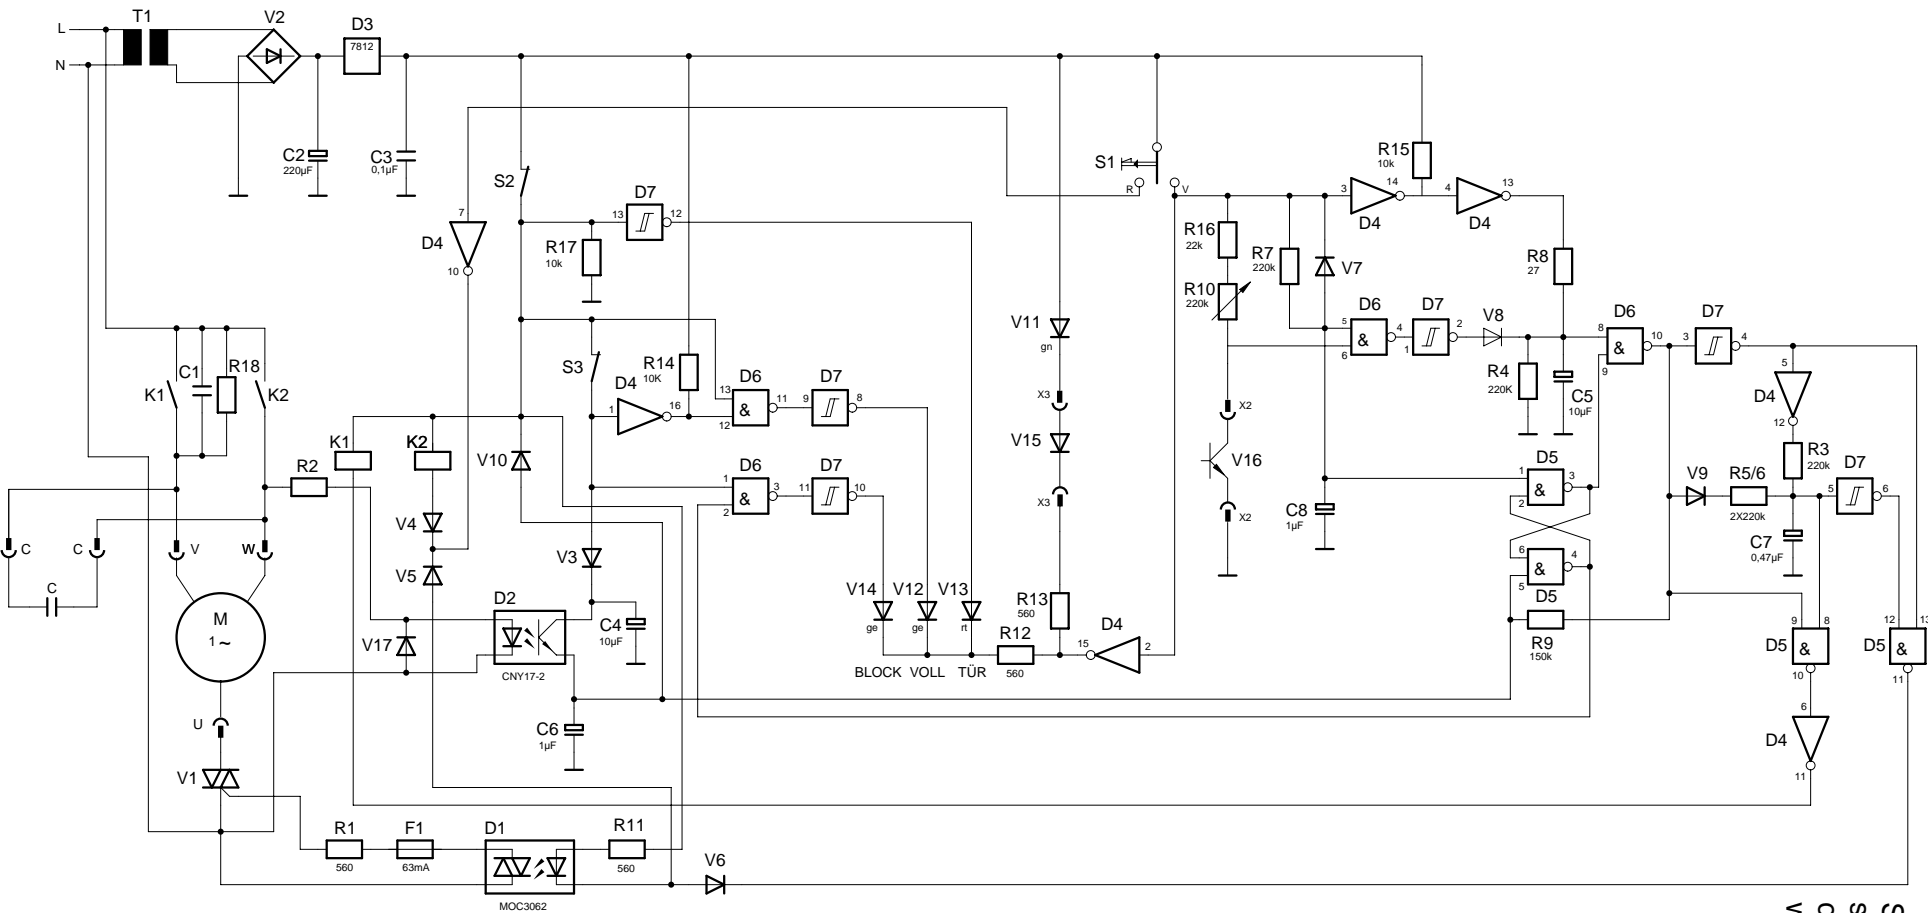 T1
V2
D3
7812
L
N
C2
220µF
C3
0,1µF
S2
S1
R
V
R15
10k
7
D4
10
D7
13
12
R17
10k
R16
22k
R7
220k
V7
3
14
D4
4
13
D4
R8
27
R10
220k
D6
5
4
&
6
D7
1
2
V8
D6
8
10
&
9
D7
3
4
V11
gn
S3
R14
10K
D4
1
16
D6
13
11
&
12
D7
9
8
X3
V15
X3
X2
V16
X2
R4
220K
C5
10µF
5
D4
12
R3
220k
K1
C1
R18
K2
K1
K2
R2
V10
V4
V5
D6
1
3
&
2
D7
11
10
C8
1µF
D5
1
3
&
2
V9
R5/6
2X220k
D7
5
6
C7
0,47µF
C
C
V
W
C
V3
6
4
&
5
D5
M
1 ~
D2
CNY17-2
V17
C4
10µF
V14
ge
V12
ge
V13
rt
R13
560
R12
560
15
D4
2
BLOCK
VOLL
TÜR
R9
150k
9
8
D5
&
10
12
13
D5
&
11
U
C6
1µF
V1
6
D4
11
R1
560
F1
63mA
D1
MOC3062
R11
560
V6